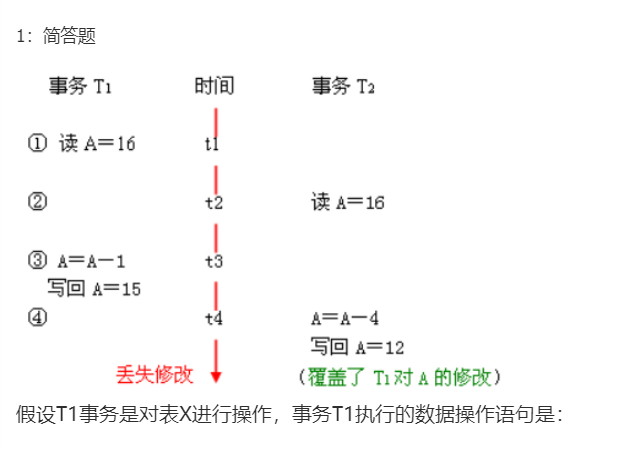 1：简答题
事务 T1 时间 事务 T2
① 读 A＝16 t1
② t2 读 A＝16
③ A＝A－1 t3
写回 A＝15
④ t4 A＝A－4
写回 A＝12
丢失修改 （覆盖了 T1对 A 的修改）
假设T1事务是对表X进行操作，事务T1执行的数据操作语句是：